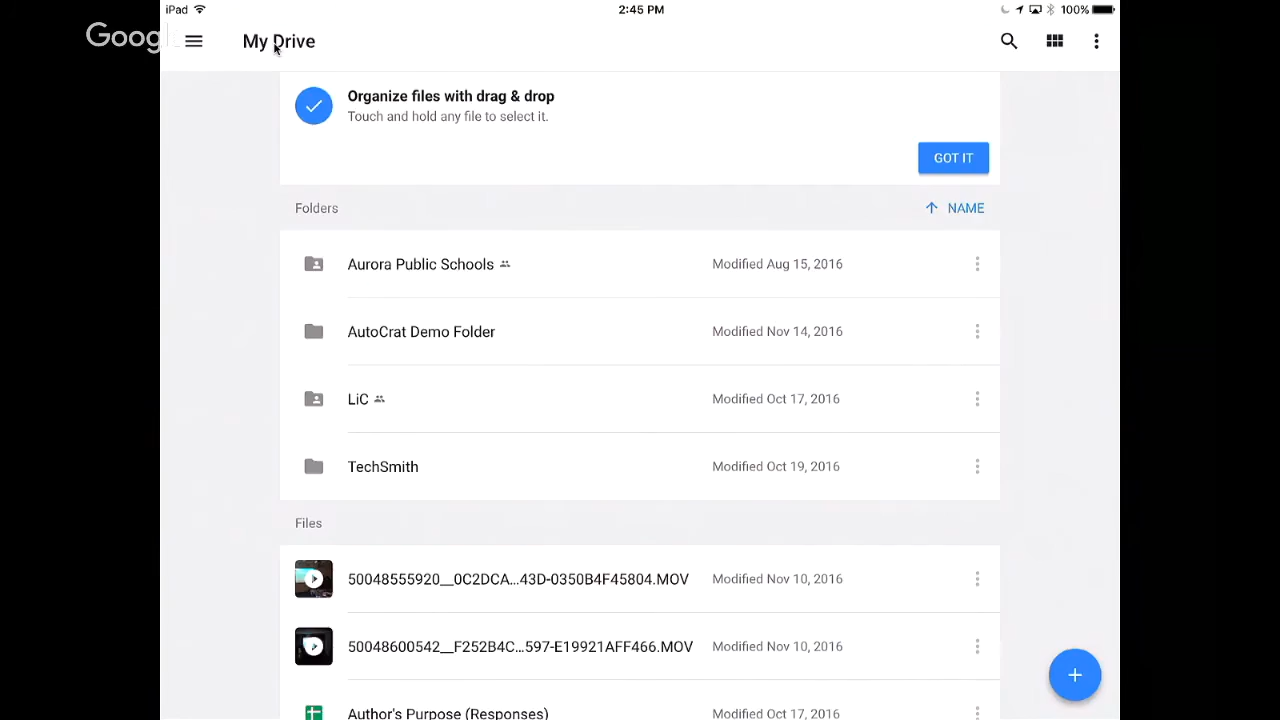 iPad 2:45 PM 100%
Goog
My Drive
Organize files with drag & drop
Touch and hold any file to select it.
GOT IT
Folders NAME
Aurora Public Schools Modified Aug 15, 2016
AutoCrat Demo Folder Modified Nov 14, 2016
LiC Modified Oct 17, 2016
TechSmith Modified Oct 19, 2016
Files
50048555920__0C2DCA...43D-0350B4F45804.MOV Modified Nov 10, 2016
50048600542__F252B4C...597-E19921AFF466.MOV Modified Nov 10, 2016
Author's Purpose (Responses) Modified Oct 17, 2016